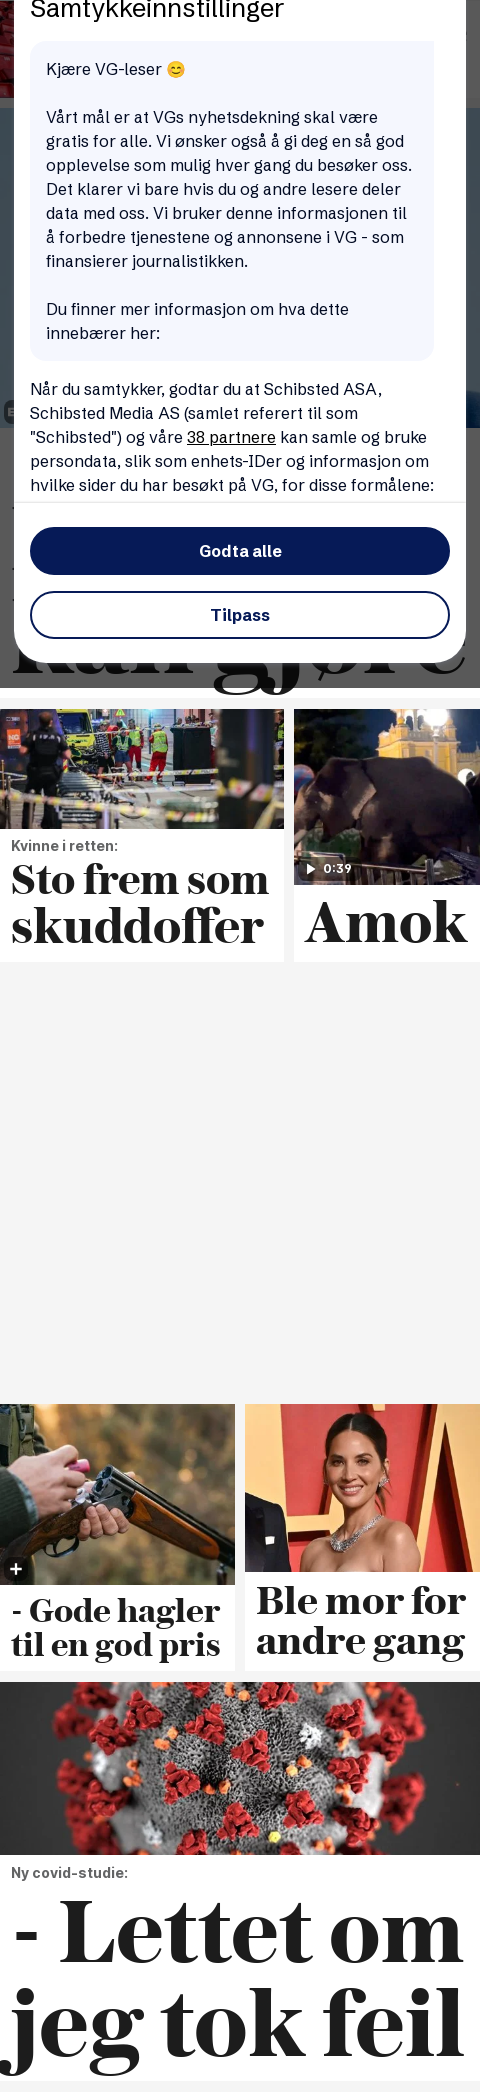 Samtykkeinnstillinger
Kjære VG-leser 😊
Vårt mål er at VGs nyhetsdekning skal være
gratis for alle. Vi ønsker også å gi deg en så god
opplevelse som mulig hver gang du besøker oss.
Det klarer vi bare hvis du og andre lesere deler
data med oss. Vi bruker denne informasjonen til
å forbedre tjenestene og annonsene i VG - som
finansierer journalistikken.
Du finner mer informasjon om hva dette
innebærer her:
Når du samtykker, godtar du at Schibsted ASA,
Schibsted Media AS (samlet referert til som
"Schibsted") og våre 38 partnere kan samle og bruke
persondata, slik som enhets-IDer og informasjon om
hvilke sider du har besøkt på VG, for disse formålene:
Godta alle
Tilpass
kan gjøre
Kvinne i retten:
Sto frem som
skuddoffer
0:39
Amok
- Gode hagler
til en god pris
Ble mor for
andre gang
Ny covid-studie:
- Lettet om
jeg tok feil